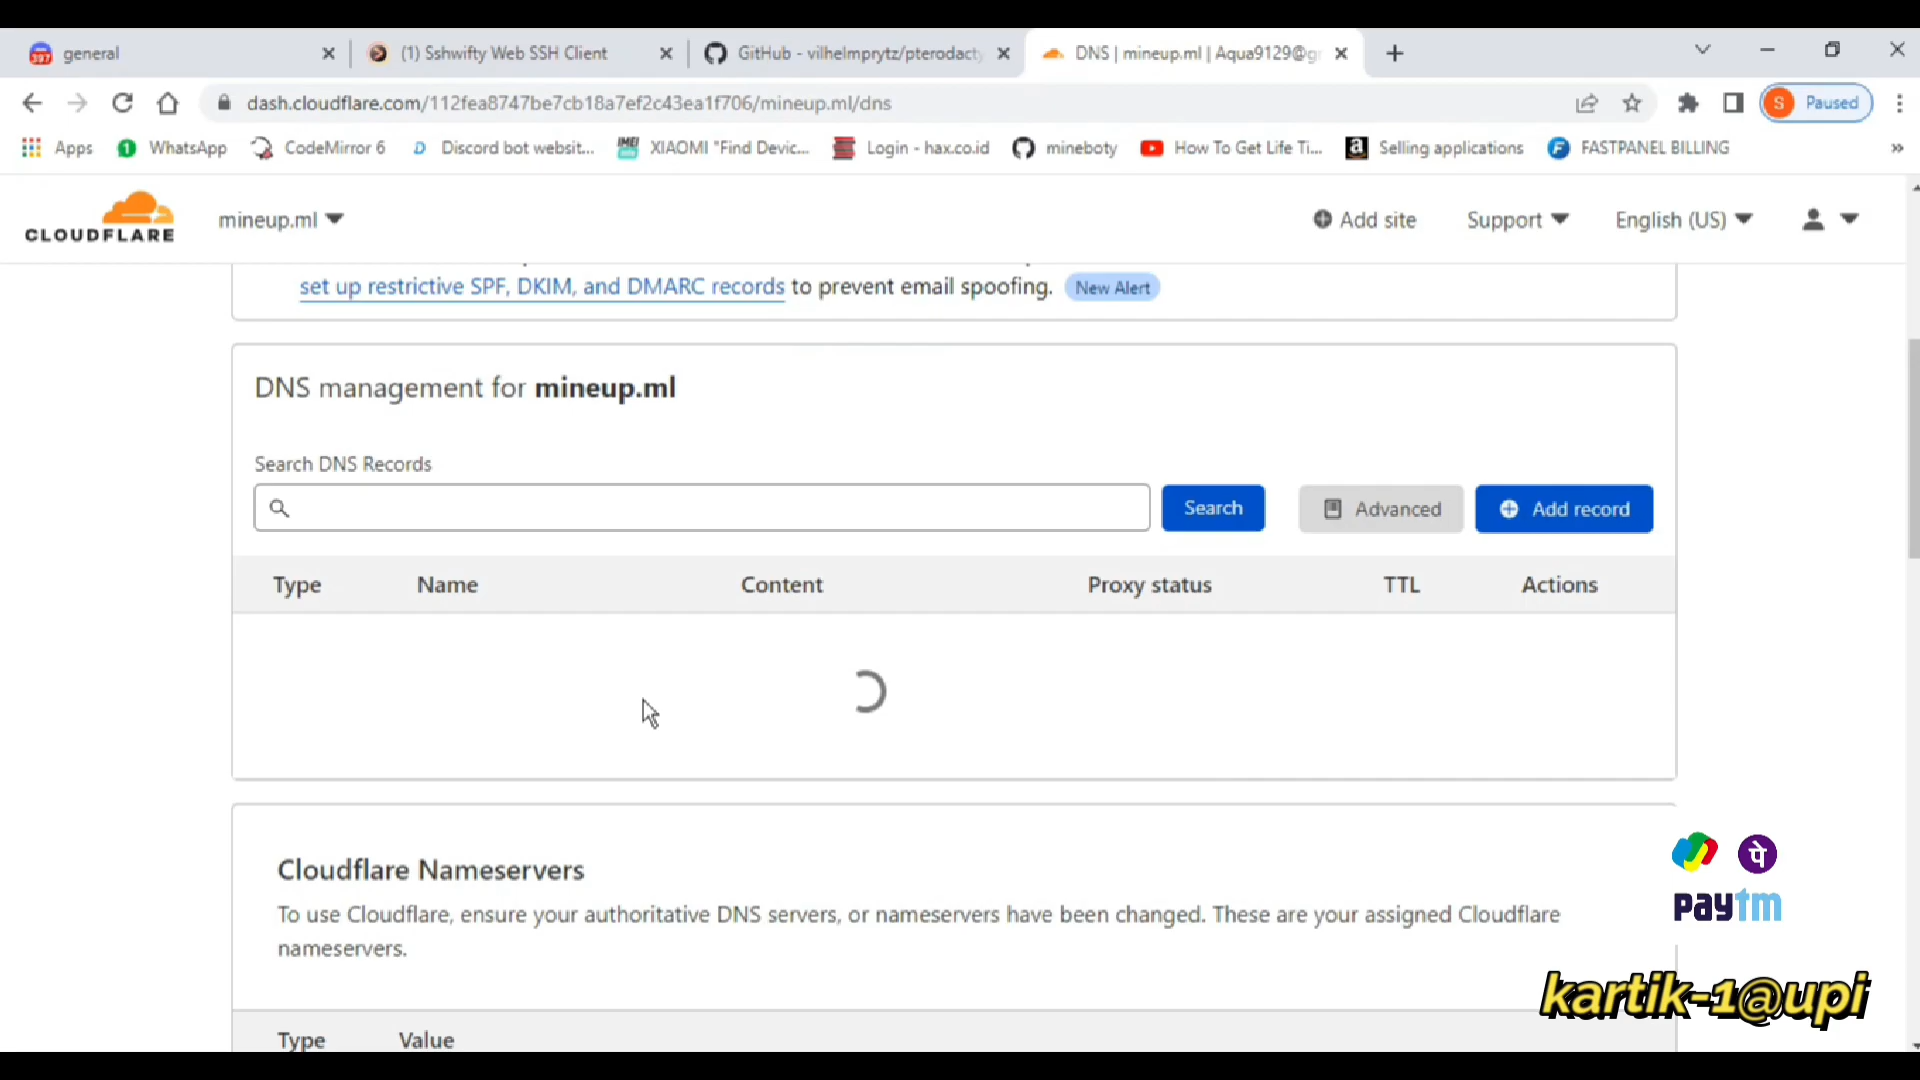 397 general
(1) Sshwifty Web SSH Client
GitHub - vilhelmprytz/pterodacty
DNS | mineup.ml | Aqua9129@gr
dash.cloudflare.com/112fea8747be7cb18a7ef2c43ea1f706/mineup.ml/dns
S Paused
Apps
1 WhatsApp
CodeMirror 6
D Discord bot websit...
IMEI XIAOMI "Find Devic...
Login - hax.co.id
mineboty
How To Get Life Ti...
a Selling applications
F FASTPANEL BILLING
»
CLOUDFLARE
mineup.ml
Add site
Support
English (US)
set up restrictive SPF, DKIM, and DMARC records to prevent email spoofing. New Alert
DNS management for mineup.ml
Search DNS Records
Search
Advanced
Add record
Type Name Content Proxy status TTL Actions
Cloudflare Nameservers
To use Cloudflare, ensure your authoritative DNS servers, or nameservers have been changed. These are your assigned Cloudflare
nameservers.
Type Value
पे
paytm
kartik-1@upi